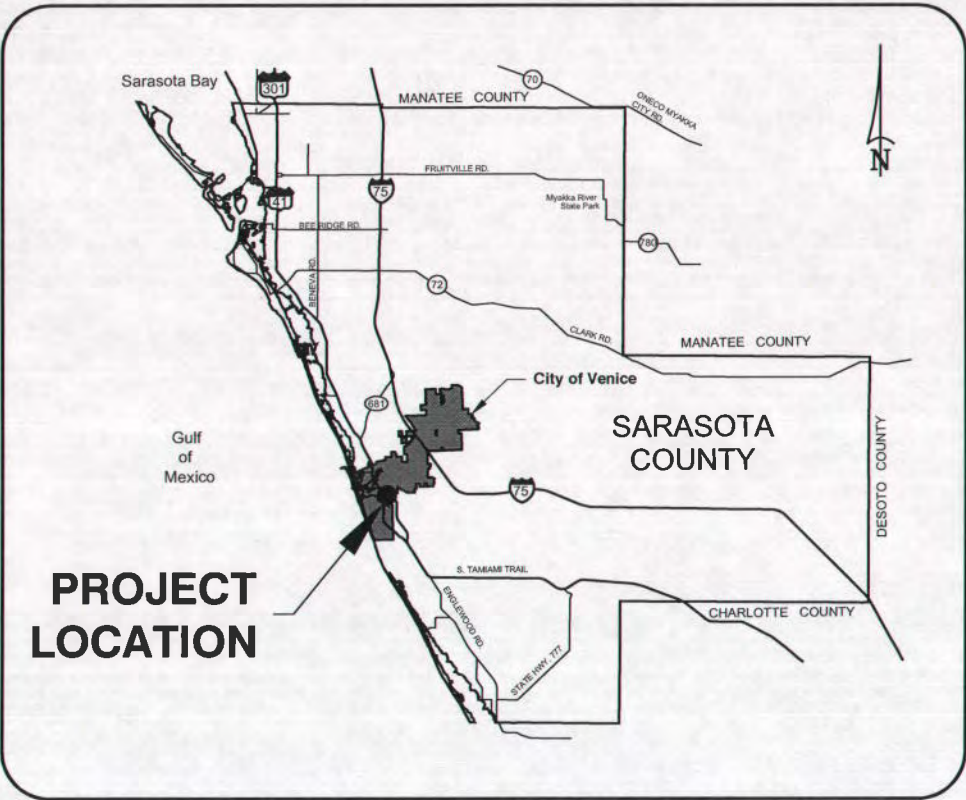 Sarasota Bay
301
MANATEE COUNTY
70
ONECO MYAKKA
CITY RD.
N
FRUITVILLE RD.
41
75
Myakka River
State Park
BEE RIDGE RD.
780
BENEVA RD.
72
CLARK RD.
MANATEE COUNTY
City of Venice
681
SARASOTA
COUNTY
Gulf
of
Mexico
DESOTO COUNTY
75
PROJECT
LOCATION
S. TAMIAMI TRAIL
ENGLEWOOD RD.
CHARLOTTE COUNTY
STATE HWY. 777